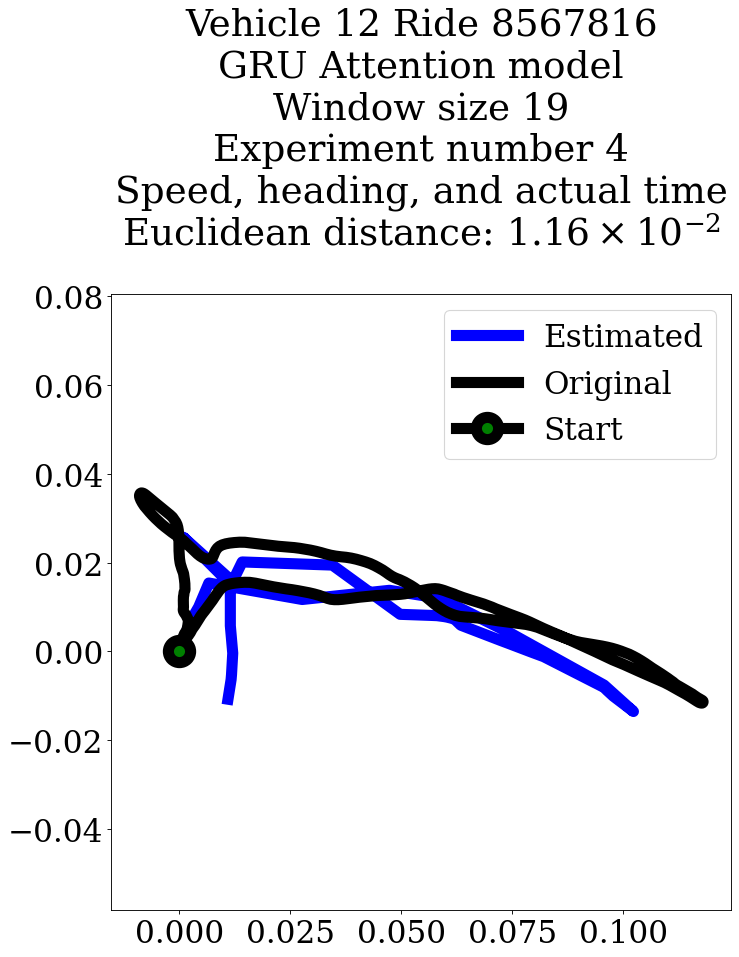 Vehicle 12 Ride 8567816
GRU Attention model
Window size 19
Experiment number 4
Speed, heading, and actual time
Euclidean distance: 1.16 × 10⁻²
0.08
0.06
0.04
0.02
0.00
−0.02
−0.04
Estimated
Original
Start
0.000 0.025 0.050 0.075 0.100